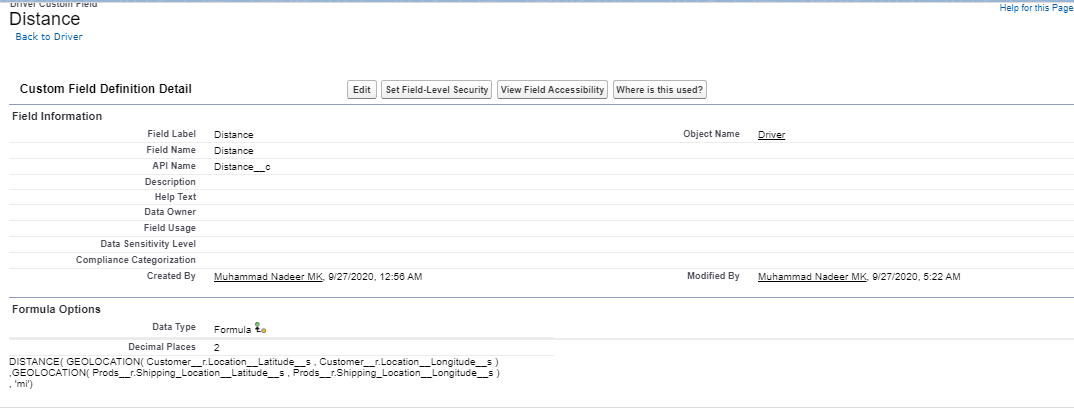 Driver Custom Field
Help for this Page
Distance
Back to Driver
Custom Field Definition Detail
Edit
Set Field-Level Security
View Field Accessibility
Where is this used?
Field Information
Field Label Distance
Object Name Driver
Field Name Distance
API Name Distance__c
Description
Help Text
Data Owner
Field Usage
Data Sensitivity Level
Compliance Categorization
Created By Muhammad Nadeer MK, 9/27/2020, 12:56 AM
Modified By Muhammad Nadeer MK, 9/27/2020, 5:22 AM
Formula Options
Data Type Formula
Decimal Places 2
DISTANCE( GEOLOCATION( Customer__r.Location__Latitude__s , Customer__r.Location__Longitude__s )
,GEOLOCATION( Prods__r.Shipping_Location__Latitude__s , Prods__r.Shipping_Location__Longitude__s )
, 'mi')